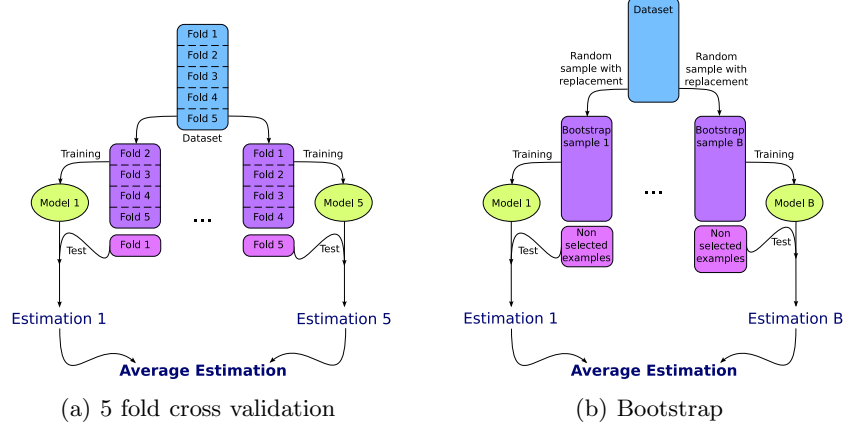 Fold 1
Fold 2
Fold 3
Fold 4
Fold 5
Dataset
Training
Fold 2
Fold 3
Fold 4
Fold 5
Fold 1
Model 1
Test
Estimation 1
...
Fold 1
Fold 2
Fold 3
Fold 4
Fold 5
Training
Model 5
Test
Estimation 5
Average Estimation
(a) 5 fold cross validation
Dataset
Random
sample with
replacement
Random
sample with
replacement
Bootstrap
sample 1
Training
Model 1
Non
selected
examples
Test
Estimation 1
...
Bootstrap
sample B
Training
Model B
Non
selected
examples
Test
Estimation B
Average Estimation
(b) Bootstrap